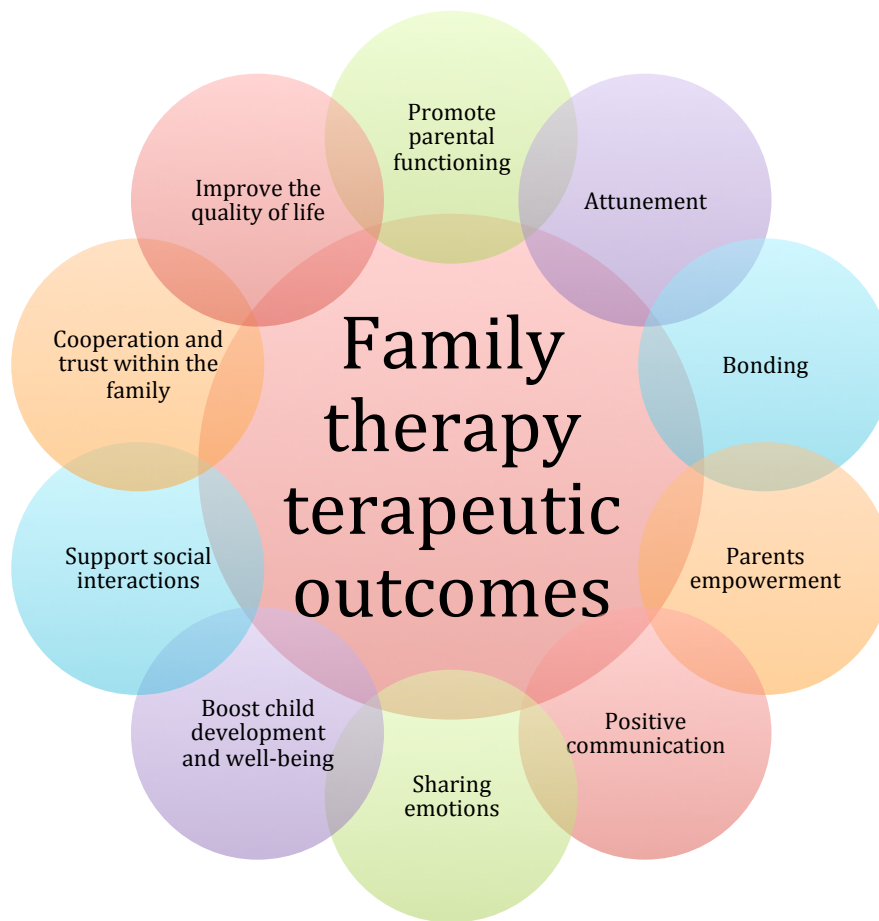 Promote
parental
functioning
Attunement
Bonding
Parents
empowerment
Positive
communication
Sharing
emotions
Boost child
development
and well-being
Support social
interactions
Cooperation and
trust within the
family
Improve the
quality of life
Family
therapy
terapeutic
outcomes